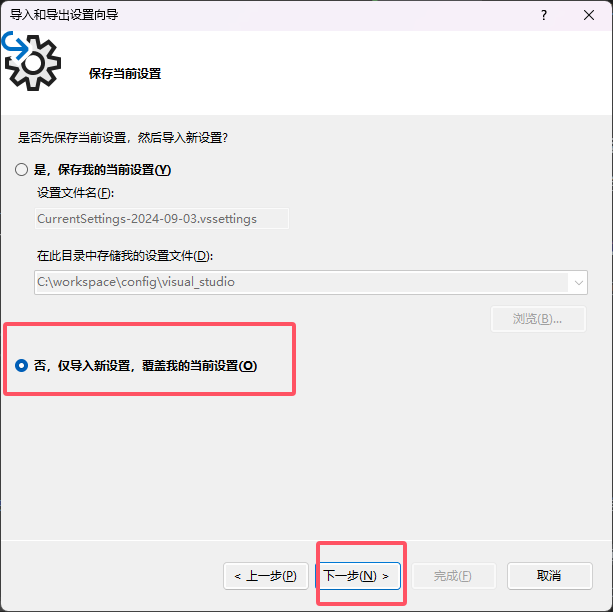 导入和导出设置向导
?
保存当前设置
是否先保存当前设置，然后导入新设置?
是，保存我的当前设置(Y)
设置文件名(F):
CurrentSettings-2024-09-03.vssettings
在此目录中存储我的设置文件(D):
C:\workspace\config\visual_studio
浏览(B)...
否，仅导入新设置，覆盖我的当前设置(O)
< 上一步(P) 下一步(N) > 完成(F) 取消